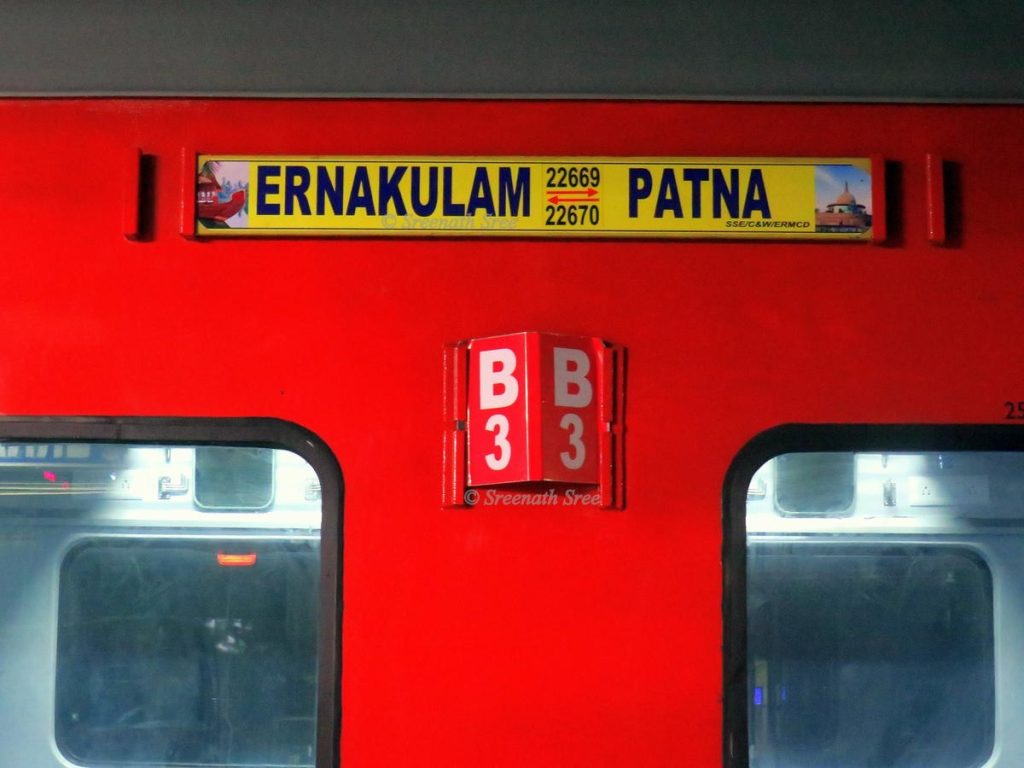 ERNAKULAM 22669 PATNA
22670
SSE/C&W/ERMCD
© Sreenath Sree
B B
3 3
© Sreenath Sree
25